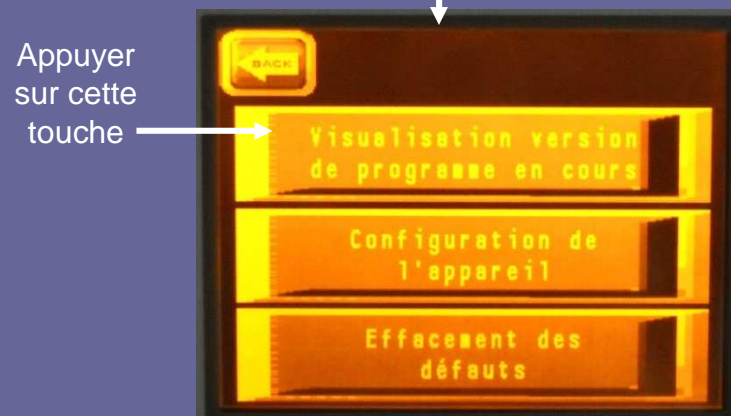 Appuyer
sur cette
touche
BACK
Visualisation version
de programme en cours
Configuration de
l'appareil
Effacement des
défauts